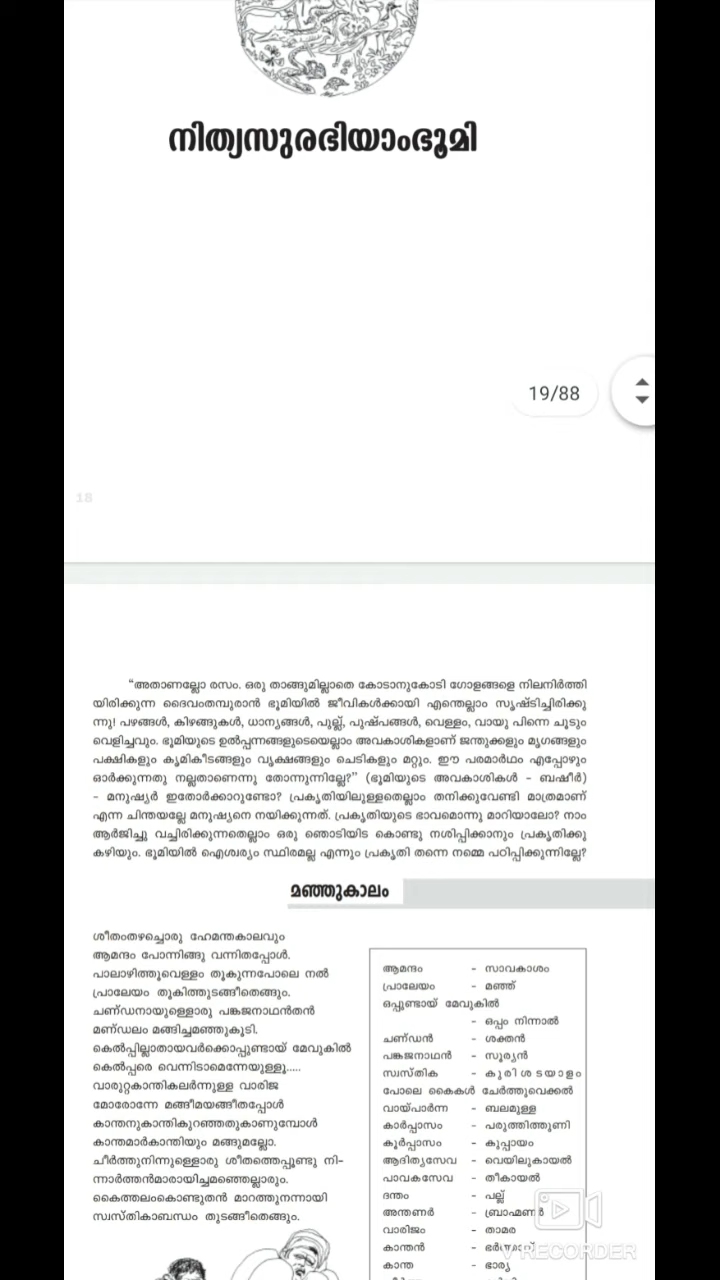 നിത്യസുരഭിയാംഭൂമി
19/88
18
“അതാണല്ലോ രസം. ഒരു താങ്ങുമില്ലാതെ കോടാനുകോടി ഗോളങ്ങളെ നിലനിർത്തി
യിരിക്കുന്ന ദൈവംതമ്പുരാൻ ഭൂമിയിൽ ജീവികൾക്കായി എന്തെല്ലാം സൃഷ്ടിച്ചിരിക്കു
ന്നു! പഴങ്ങൾ, കിഴങ്ങുകൾ, ധാന്യങ്ങൾ, പുല്ല്, പുഷ്പങ്ങൾ, വെള്ളം, വായു പിന്നെ ചൂടും
വെളിച്ചവും. ഭൂമിയുടെ ഉൽപ്പന്നങ്ങളുടെയെല്ലാം അവകാശികളാണ് ജന്തുക്കളും മൃഗങ്ങളും
പക്ഷികളും കൃമികീടങ്ങളും വൃക്ഷങ്ങളും ചെടികളും മറ്റും. ഈ പരമാർഥം എപ്പോഴും
ഓർക്കുന്നതു നല്ലതാണെന്നു തോന്നുന്നില്ലേ?” (ഭൂമിയുടെ അവകാശികൾ - ബഷീർ)
- മനുഷ്യർ ഇതോർക്കാറുണ്ടോ? പ്രകൃതിയിലുള്ളതെല്ലാം തനിക്കുവേണ്ടി മാത്രമാണ്
എന്ന ചിന്തയല്ലേ മനുഷ്യനെ നയിക്കുന്നത്. പ്രകൃതിയുടെ ഭാവമൊന്നു മാറിയാലോ? നാം
ആർജിച്ചു വച്ചിരിക്കുന്നതെല്ലാം ഒരു ഞൊടിയിട കൊണ്ടു നശിപ്പിക്കാനും പ്രകൃതിക്കു
കഴിയും. ഭൂമിയിൽ ഐശ്വര്യം സ്ഥിരമല്ല എന്നും പ്രകൃതി തന്നെ നമ്മെ പഠിപ്പിക്കുന്നില്ലേ?
മഞ്ഞുകാലം
ശീതംതഴച്ചൊരു ഹേമന്തകാലവും
ആമന്ദം പോന്നിങ്ങു വന്നിതപ്പോൾ.
പാലാഴിത്തൂവെള്ളം തൂകുന്നപോലെ നൽ
പ്രാലേയം തൂകിത്തുടങ്ങീതെങ്ങും.
ചണ്ഡനായുള്ളൊരു പങ്കജനാഥൻതൻ
മണ്ഡലം മങ്ങിച്ചമഞ്ഞുകൂടി.
കെൽപ്പില്ലാതായവർക്കൊപ്പുണ്ടായ് മേവുകിൽ
കെൽപ്പരെ വെന്നിടാമെന്നേയുള്ളൂ.....
വാരുറ്റകാന്തികലർന്നുള്ള വാരിജ
മോരോന്നേ മങ്ങീമയങ്ങീതപ്പോൾ
കാന്തനുകാന്തികുറഞ്ഞതുകാണുമ്പോൾ
കാന്തമാർകാന്തിയും മങ്ങുമല്ലോ.
ചീർത്തുനിന്നുള്ളൊരു ശീതത്തെപ്പൂണ്ടു നി-
ന്നാർത്തൻമാരായിച്ചമഞ്ഞെല്ലാരും.
കൈത്തലംകൊണ്ടുതൻ മാറത്തുനന്നായി
സ്വസ്തികാബന്ധം തുടങ്ങീതെങ്ങും.
ആമന്ദം - സാവകാശം
പ്രാലേയം - മഞ്ഞ്
ഒപ്പുണ്ടായ് മേവുകിൽ
- ഒപ്പം നിന്നാൽ
ചണ്ഡൻ - ശക്തൻ
പങ്കജനാഥൻ - സൂര്യൻ
സ്വസ്തിക - കുരിശടയാളം
പോലെ കൈകൾ ചേർത്തുവെക്കൽ
വായ്പാർന്ന - ബലമുള്ള
കാർപ്പാസം - പരുത്തിത്തുണി
കൂർപ്പാസം - കുപ്പായം
ആദിത്യസേവ - വെയിലുകായൽ
പാവകസേവ - തീകായൽ
ദന്തം - പല്ല്
അന്തണർ - ബ്രാഹ്മണർ
വാരിജം - താമര
കാന്തൻ - ഭർത്താവ്
കാന്ത - ഭാര്യ
V RECORDER